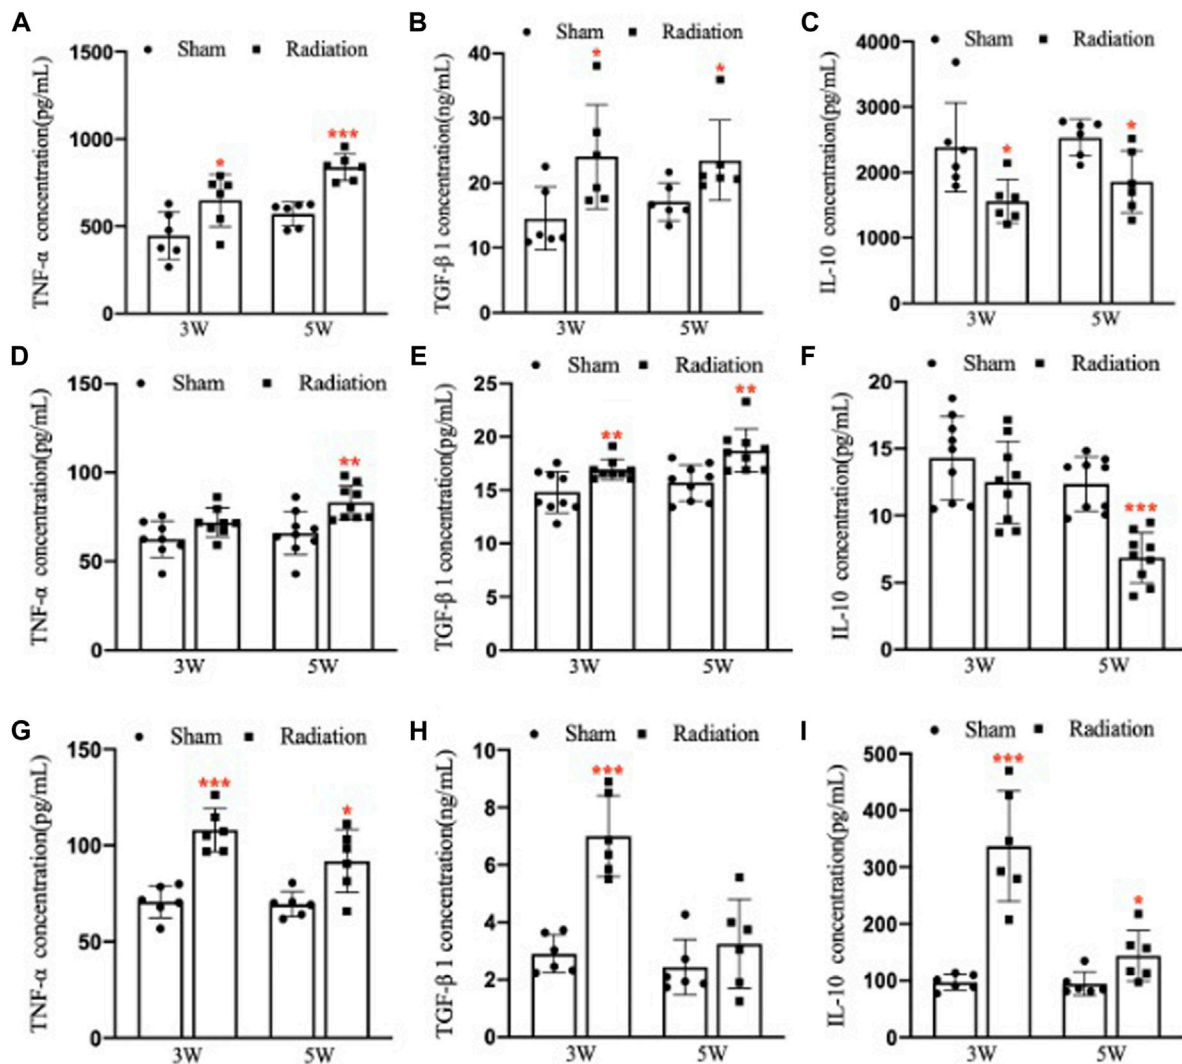 A
Sham Radiation
TNF-α concentration(pg/mL)
1500
1000
500
0
*
***
3W 5W
B
Sham Radiation
TGF-β 1 concentration(ng/mL)
40
30
20
10
0
*
*
3W 5W
C
Sham Radiation
IL-10 concentration(pg/mL)
4000
3000
2000
1000
0
*
*
3W 5W
D
Sham Radiation
TNF-α concentration(pg/mL)
150
100
50
0
**
3W 5W
E
Sham Radiation
TGF-β 1 concentration(pg/mL)
25
20
15
10
5
0
**
**
3W 5W
F
Sham Radiation
IL-10 concentration(pg/mL)
20
15
10
5
0
***
3W 5W
G
Sham Radiation
TNF-α concentration(pg/mL)
150
100
50
0
***
*
3W 5W
H
Sham Radiation
TGF-β 1 concentration(ng/mL)
10
8
6
4
2
0
***
3W 5W
I
Sham Radiation
IL-10 concentration(pg/mL)
500
400
300
200
100
0
***
*
3W 5W